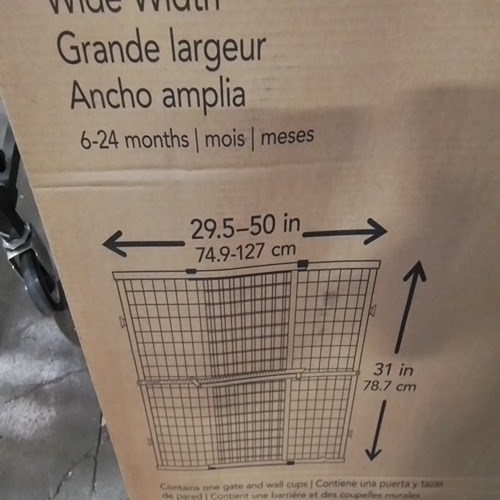 Wide Width
Grande largeur
Ancho amplia
6-24 months | mois | meses
29.5–50 in
74.9-127 cm
31 in
78.7 cm
Contains one gate and wall cups | Contiene una puerta y tazas
de pared | Contient une barrière et des coupelles murales